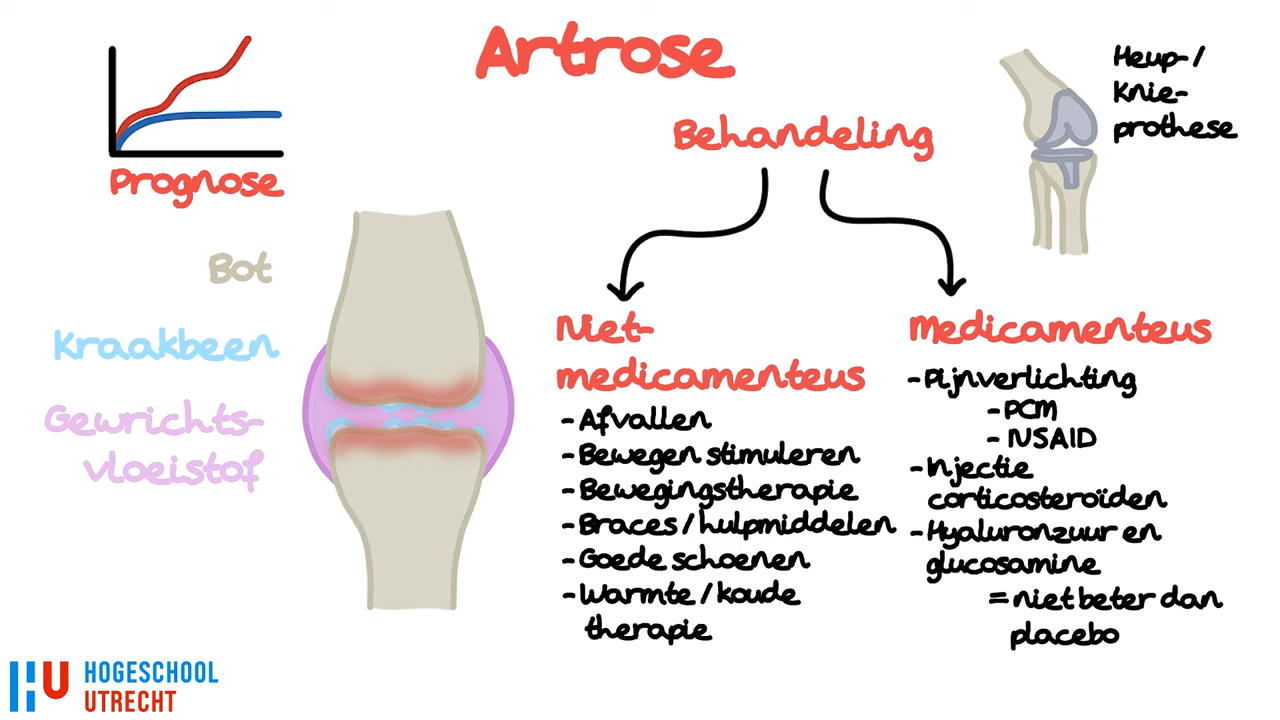 Artrose
Prognose
Bot
Kraakbeen
Gewrichts-
vloeistof
Behandeling
Niet-
medicamenteus
- Afvallen
- Bewegen stimuleren
- Bewegingstherapie
- Braces / hulpmiddelen
- Goede schoenen
- Warmte / koude
therapie
Medicamenteus
- Pijnverlichting
- PCM
- NSAID
- Injectie
corticosteroïden
- Hyaluronzuur en
glucosamine
= niet beter dan
placebo
Heup- /
Knie-
prothese
HU HOGESCHOOL
UTRECHT